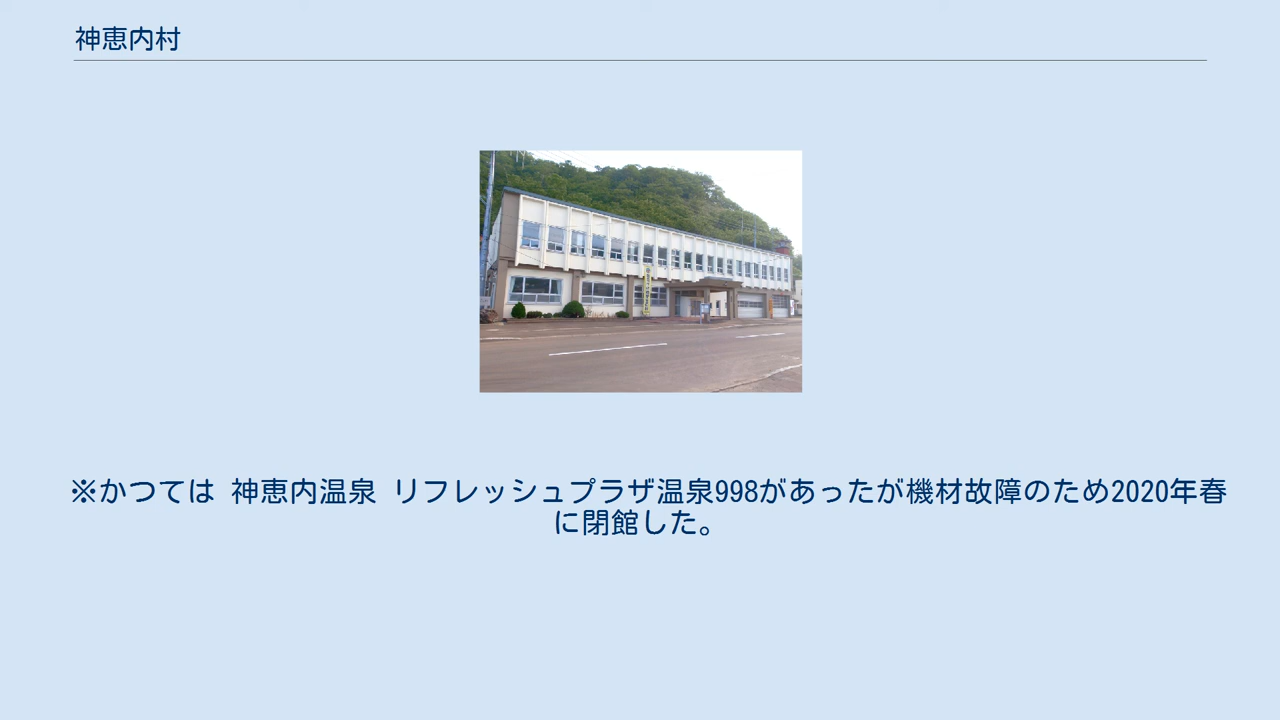 神恵内村
※かつては 神恵内温泉 リフレッシュプラザ温泉998があったが機材故障のため2020年春
に閉館した。